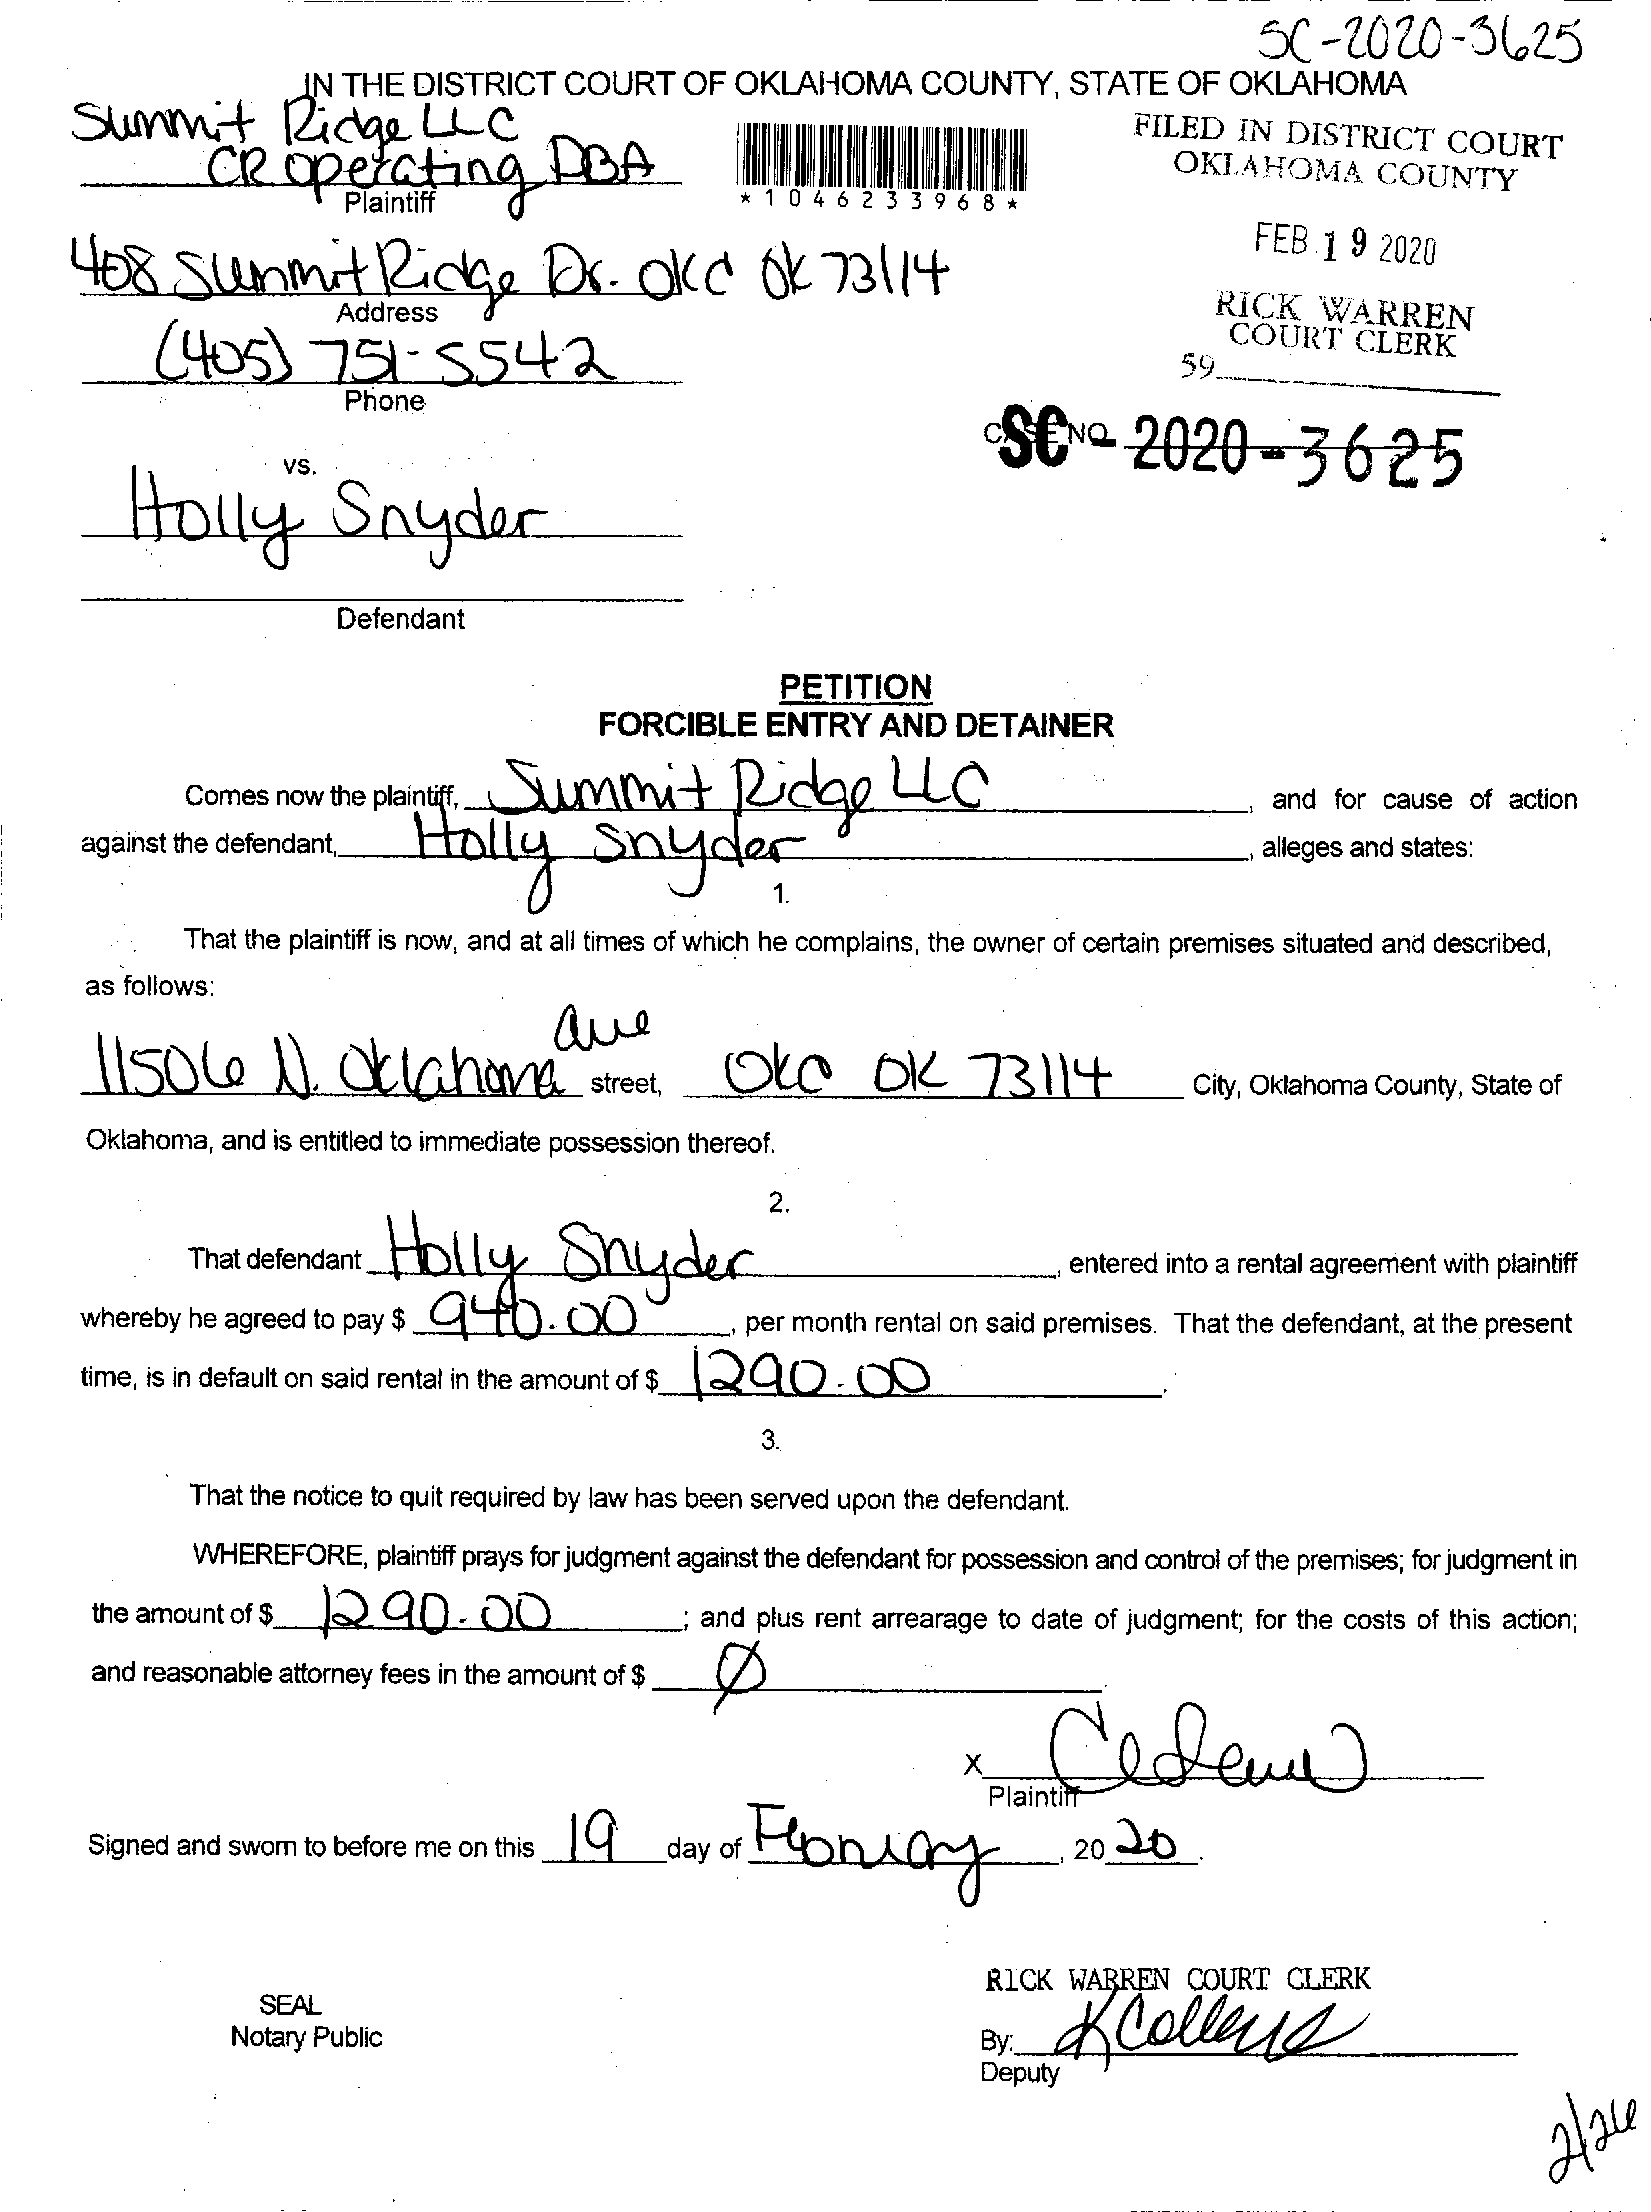 SC-2020-3625
IN THE DISTRICT COURT OF OKLAHOMA COUNTY, STATE OF OKLAHOMA
Summit Ridge LLC
CR Operating DBA
Plaintiff
*1046233968*
FILED IN DISTRICT COURT
OKLAHOMA COUNTY
FEB 19 2020
RICK WARREN
COURT CLERK
59
408 Summit Ridge Dr. OKC OK 73114
Address
(405) 751-5542
Phone
CASE NO.
SC - 2020 - 3625
vs.
Holly Snyder
Defendant
PETITION
FORCIBLE ENTRY AND DETAINER
Comes now the plaintiff, Summit Ridge LLC, and for cause of action
against the defendant, Holly Snyder, alleges and states:
1.
That the plaintiff is now, and at all times of which he complains, the owner of certain premises situated and described,
as follows:
11506 N. Oklahoma ave street, OKC OK 73114 City, Oklahoma County, State of
Oklahoma, and is entitled to immediate possession thereof.
2.
That defendant Holly Snyder, entered into a rental agreement with plaintiff
whereby he agreed to pay $ 940.00, per month rental on said premises. That the defendant, at the present
time, is in default on said rental in the amount of $ 1290.00.
3.
That the notice to quit required by law has been served upon the defendant.
WHEREFORE, plaintiff prays for judgment against the defendant for possession and control of the premises; for judgment in
the amount of $ 1290.00; and plus rent arrearage to date of judgment; for the costs of this action;
and reasonable attorney fees in the amount of $ Ø
X
Plaintiff
Signed and sworn to before me on this 19 day of February, 2020.
RICK WARREN COURT CLERK
SEAL
Notary Public
By: K Collens
Deputy
2/26